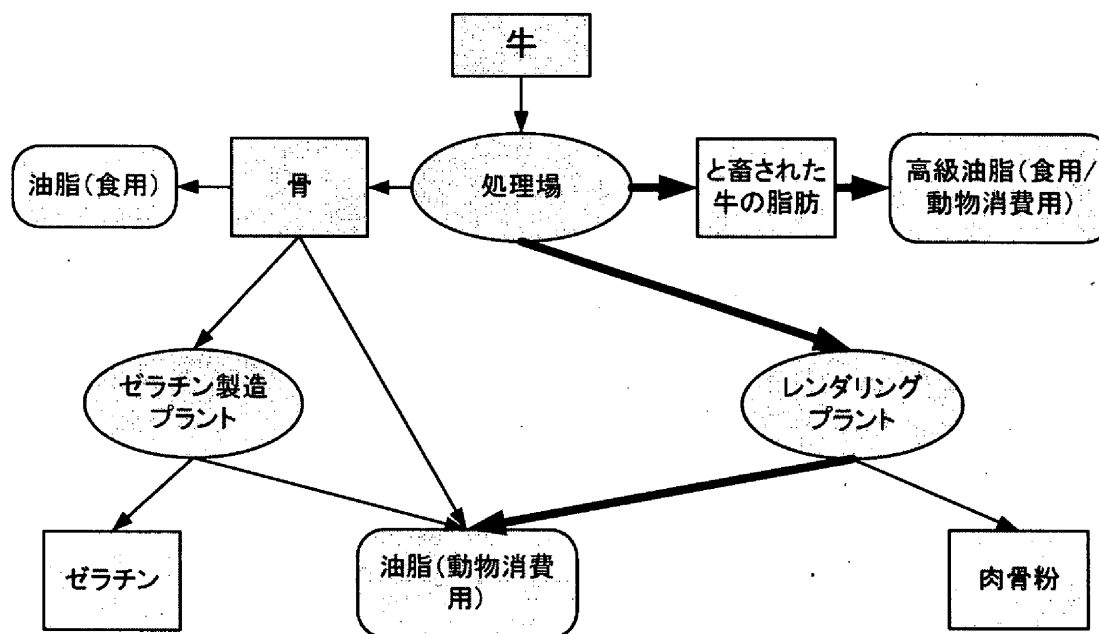 牛
油脂(食用)
骨
処理場
と畜された
牛の脂肪
高級油脂(食用/
動物消費用)
ゼラチン製造
プラント
レンダリング
プラント
ゼラチン
油脂(動物消費
用)
肉骨粉